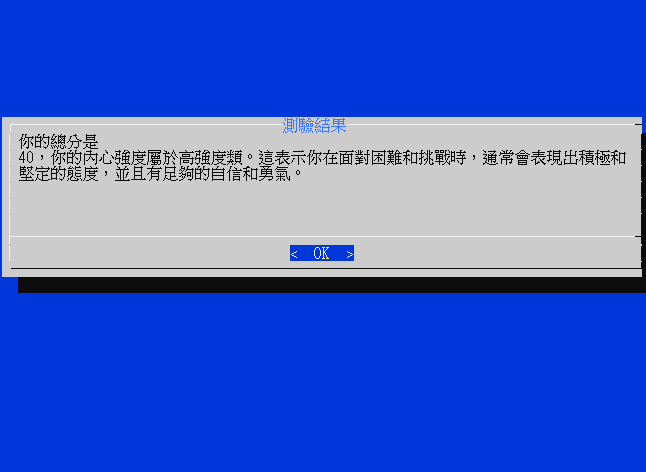 測驗結果
你的總分是
40，你的內心強度屬於高強度類。這表示你在面對困難和挑戰時，通常會表現出積極和
堅定的態度，並且有足夠的自信和勇氣。
<  OK  >